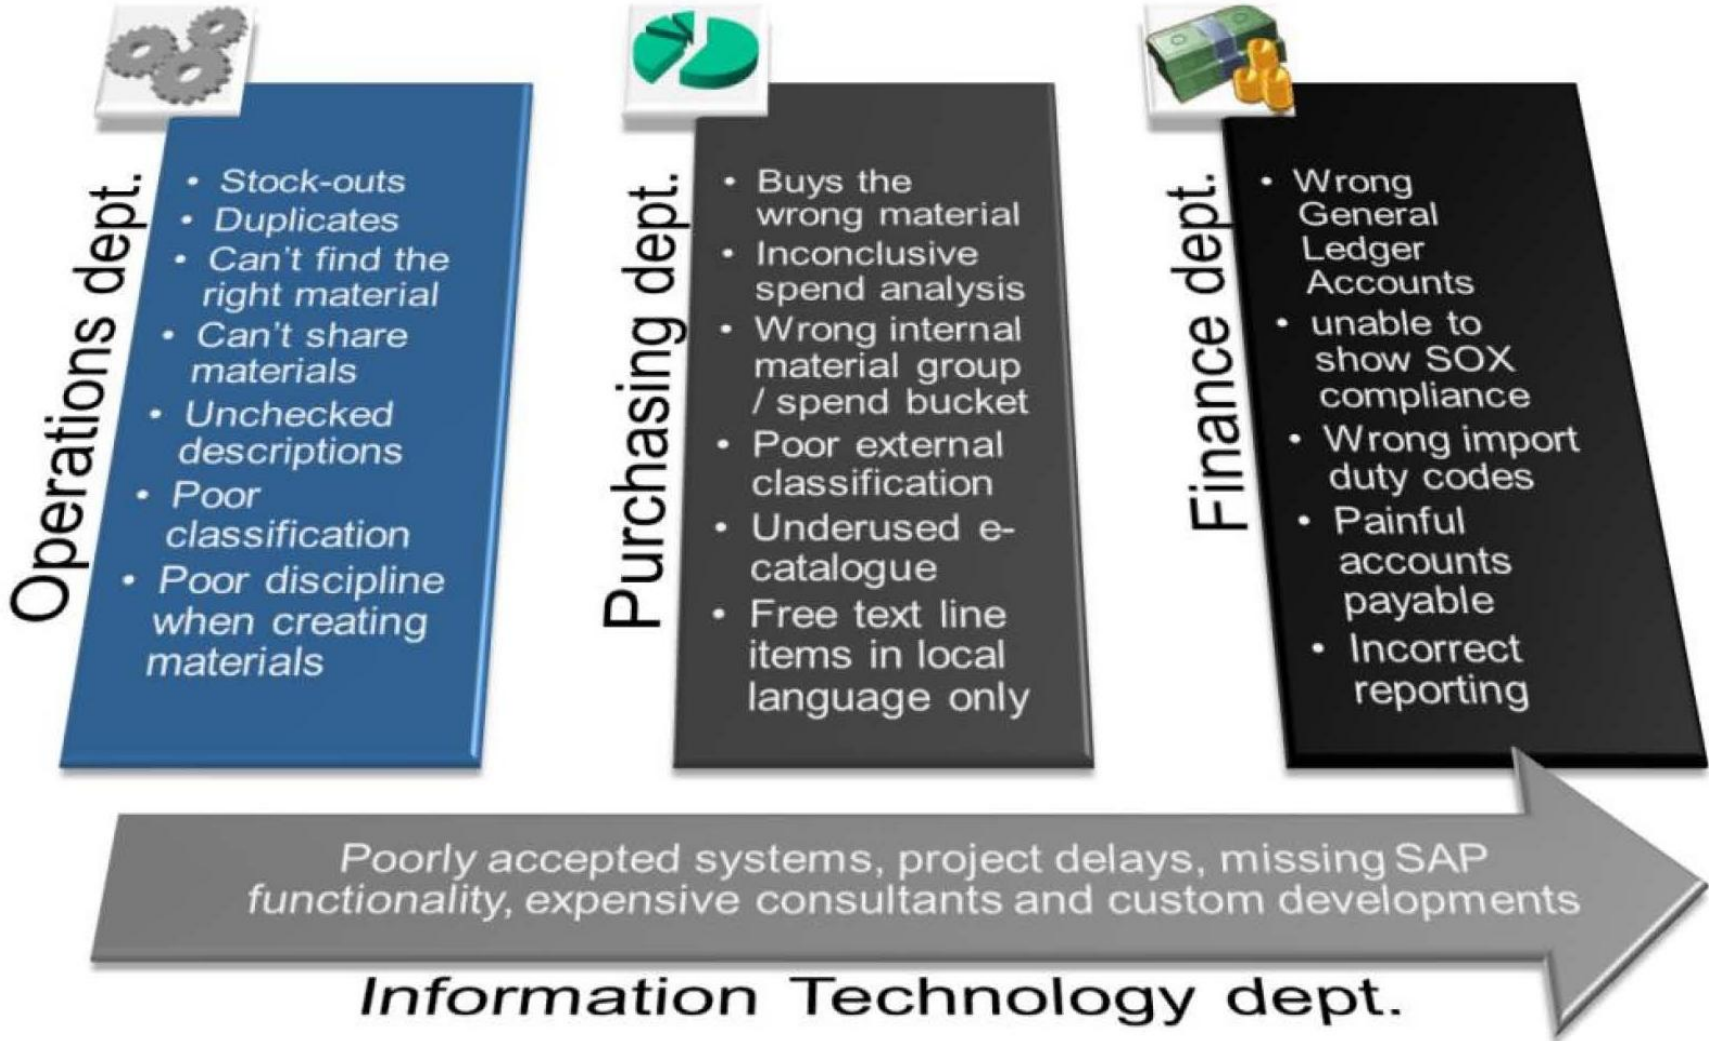 Operations dept.
• Stock-outs
• Duplicates
• Can't find the
right material
• Can't share
materials
• Unchecked
descriptions
• Poor
classification
• Poor discipline
when creating
materials
Purchasing dept.
• Buys the
wrong material
• Inconclusive
spend analysis
• Wrong internal
material group
/ spend bucket
• Poor external
classification
• Underused e-
catalogue
• Free text line
items in local
language only
Finance dept.
• Wrong
General
Ledger
Accounts
• unable to
show SOX
compliance
• Wrong import
duty codes
• Painful
accounts
payable
• Incorrect
reporting
Poorly accepted systems, project delays, missing SAP
functionality, expensive consultants and custom developments
Information Technology dept.